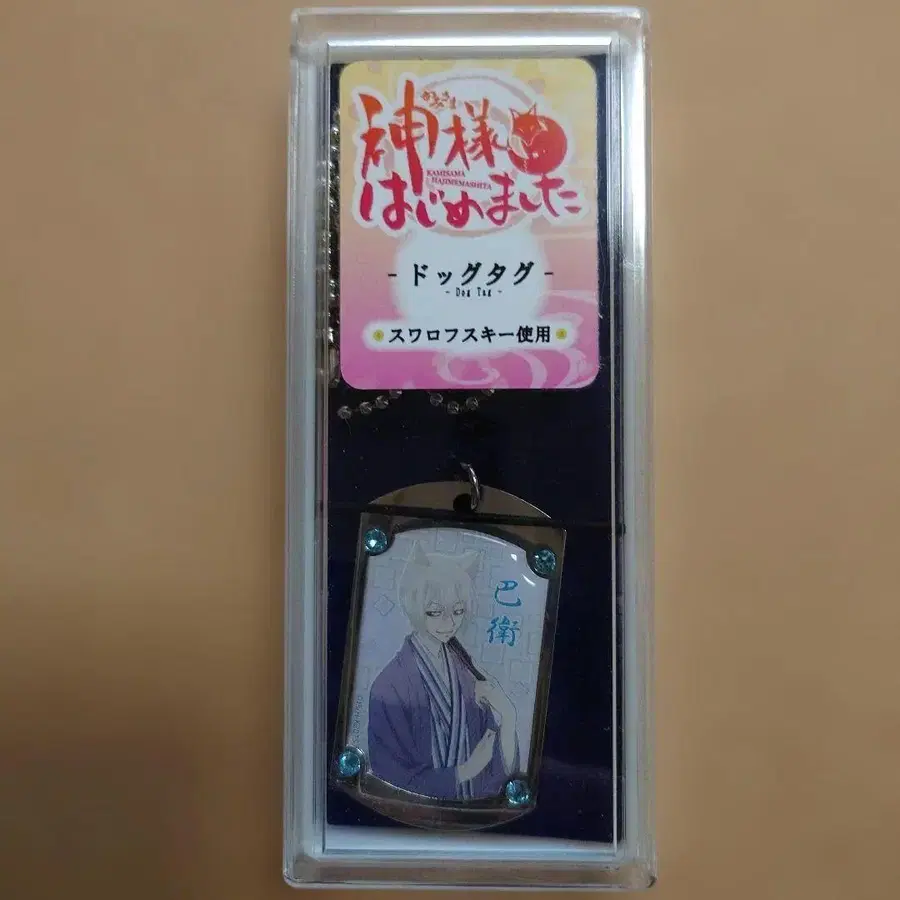 かみさま
神様
KAMISAMA
HAJIMEMASHITA
はじめました
- ドッグタグ -
- Dog Tag -
スワロフスキー使用
巴衛